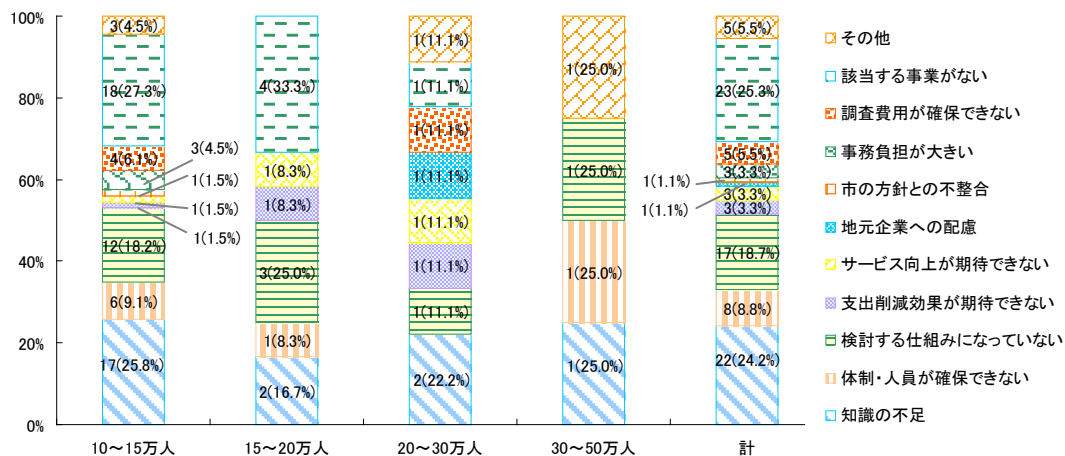 100%
80%
60%
40%
20%
0%
3(4.5%)
18(27.3%)
4(6.1%)
3(4.5%)
1(1.5%)
1(1.5%)
1(1.5%)
12(18.2%)
6(9.1%)
17(25.8%)
4(33.3%)
1(8.3%)
1(8.3%)
3(25.0%)
1(8.3%)
2(16.7%)
1(11.1%)
1(11.1%)
1(11.1%)
1(11.1%)
1(11.1%)
1(11.1%)
1(11.1%)
2(22.2%)
1(25.0%)
1(25.0%)
1(25.0%)
1(25.0%)
5(5.5%)
23(25.3%)
5(5.5%)
3(3.3%)
1(1.1%)
1(1.1%)
3(3.3%)
3(3.3%)
17(18.7%)
8(8.8%)
22(24.2%)
10～15万人
15～20万人
20～30万人
30～50万人
計
その他
該当する事業がない
調査費用が確保できない
事務負担が大きい
市の方針との不整合
地元企業への配慮
サービス向上が期待できない
支出削減効果が期待できない
検討する仕組みになっていない
体制・人員が確保できない
知識の不足